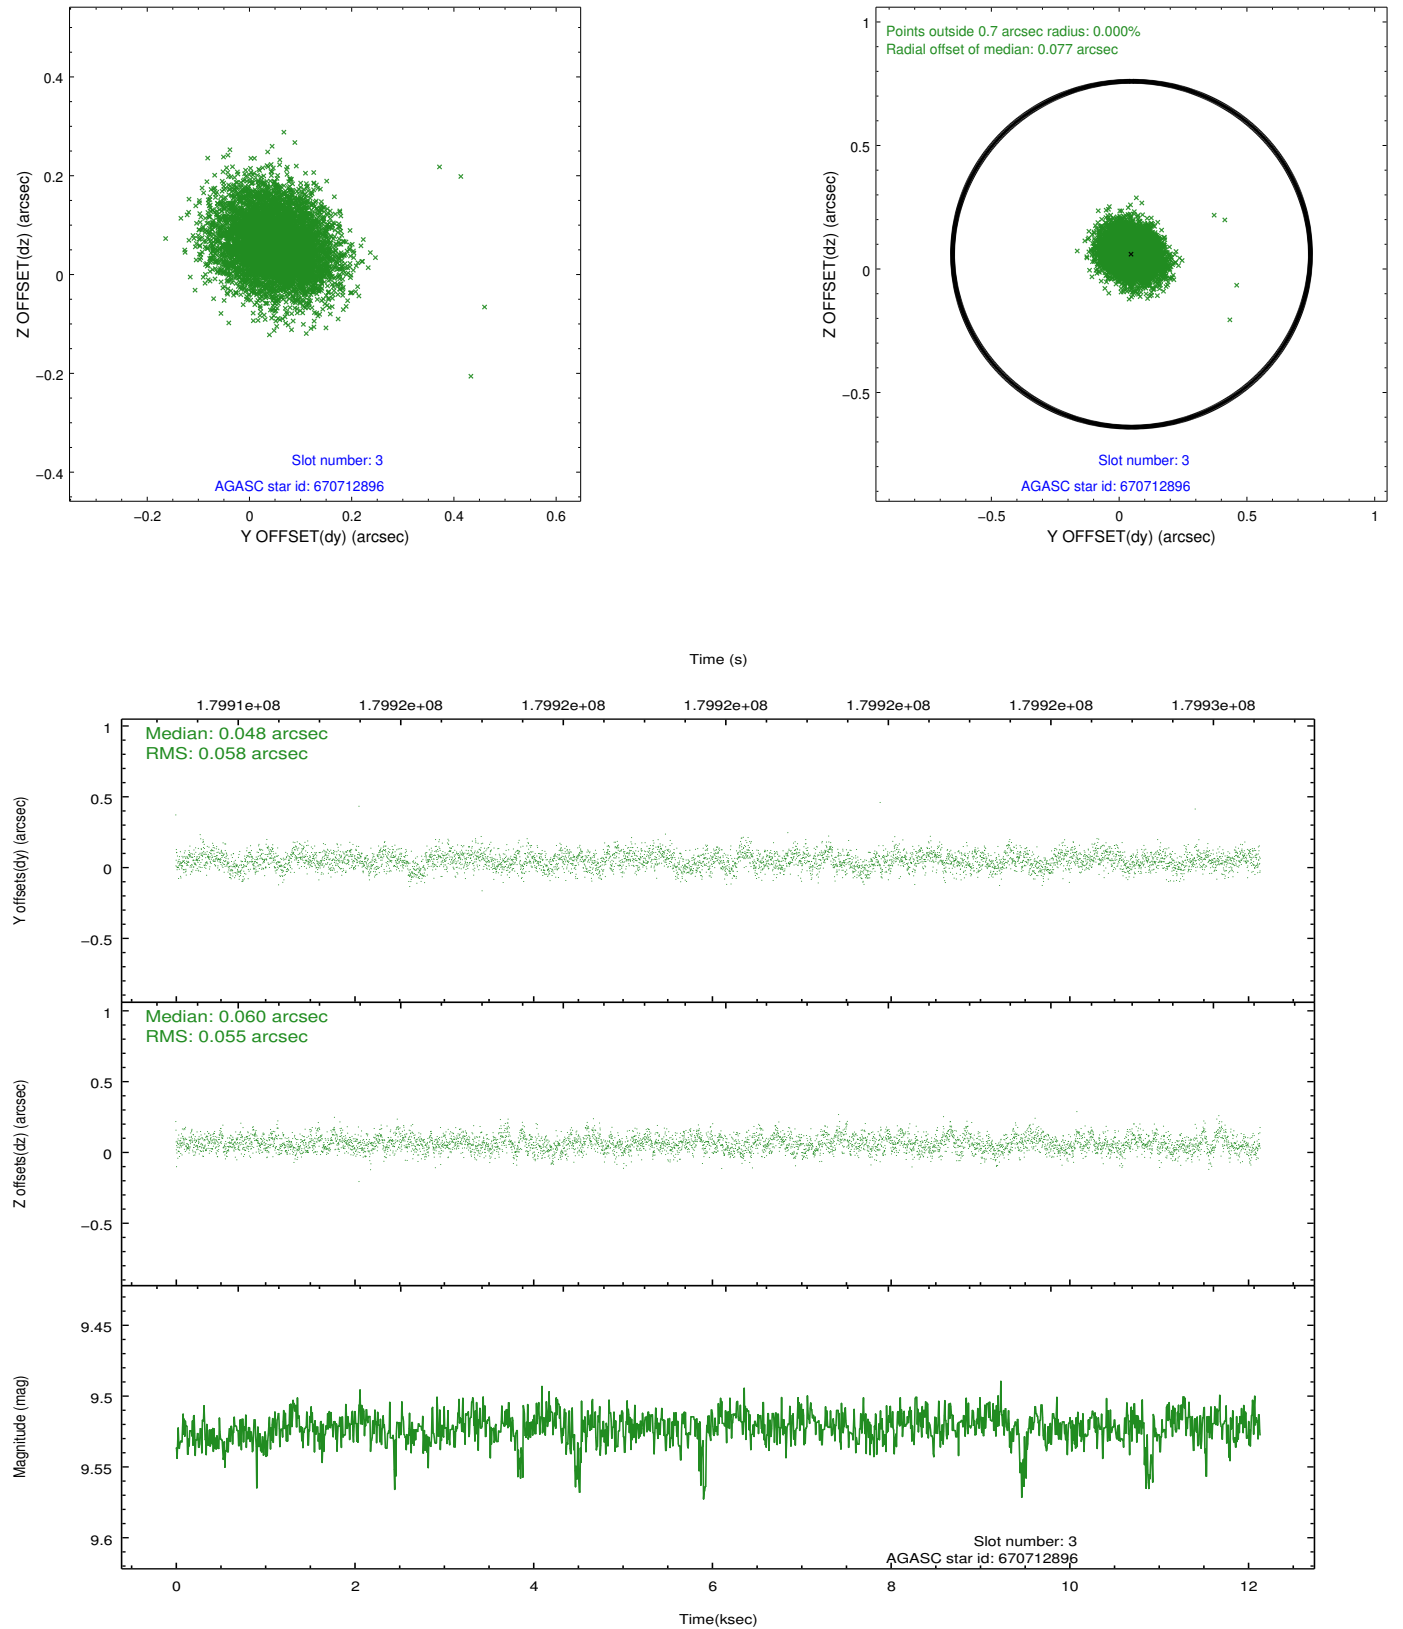 0.4
0.2
0
−0.2
−0.4
Z OFFSET(dz) (arcsec)
Slot number: 3
AGASC star id: 670712896
−0.2 0 0.2 0.4 0.6
Y OFFSET(dy) (arcsec)
Points outside 0.7 arcsec radius: 0.000%
Radial offset of median: 0.077 arcsec
1
0.5
0
−0.5
Z OFFSET(dz) (arcsec)
Slot number: 3
AGASC star id: 670712896
−0.5 0 0.5 1
Y OFFSET(dy) (arcsec)
Time (s)
1.7991e+08 1.7992e+08 1.7992e+08 1.7992e+08 1.7992e+08 1.7992e+08 1.7993e+08
Median: 0.048 arcsec
RMS: 0.058 arcsec
1
0.5
0
−0.5
Y offsets(dy) (arcsec)
Median: 0.060 arcsec
RMS: 0.055 arcsec
1
0.5
0
−0.5
Z offsets(dz) (arcsec)
9.45
9.5
9.55
9.6
Magnitude (mag)
Slot number: 3
AGASC star id: 670712896
0 2 4 6 8 10 12
Time(ksec)